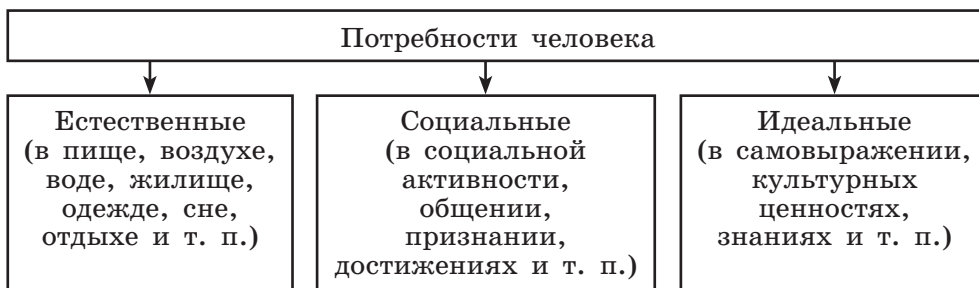 Потребности человека
Естественные
(в пище, воздухе,
воде, жилище,
одежде, сне,
отдыхе и т. п.)
Социальные
(в социальной
активности,
общении,
признании,
достижениях и т. п.)
Идеальные
(в самовыражении,
культурных
ценностях,
знаниях и т. п.)